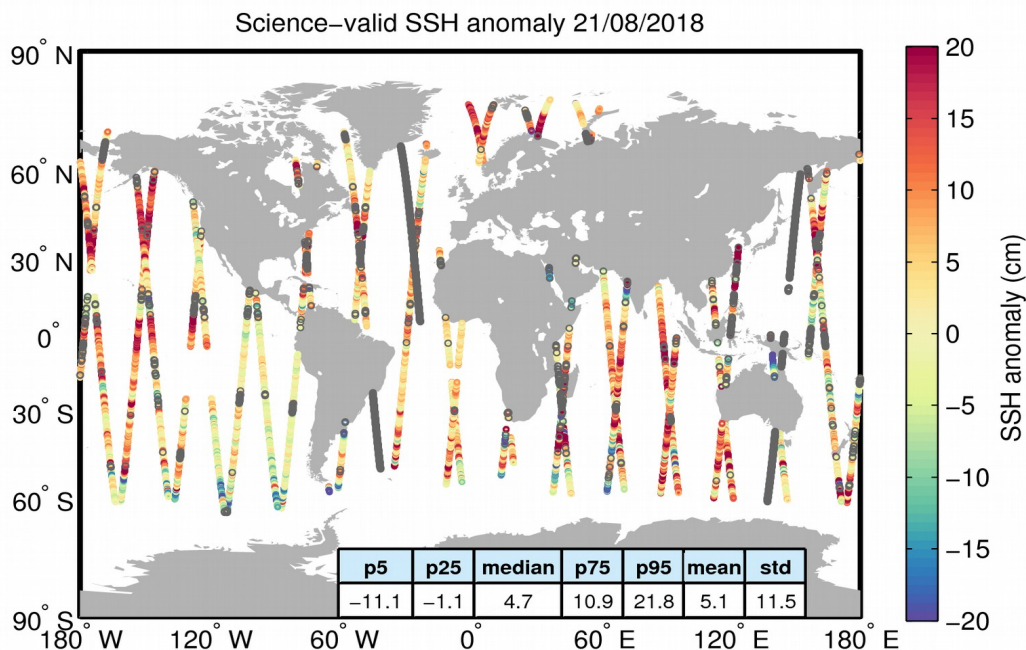 Science−valid SSH anomaly 21/08/2018
90° N
60° N
30° N
0°
30° S
60° S
90° S
180° W
120° W
60° W
0°
60° E
120° E
180° E
p5 p25 median p75 p95 mean std
−11.1 −1.1 4.7 10.9 21.8 5.1 11.5
20
15
10
5
0
−5
−10
−15
−20
SSH anomaly (cm)